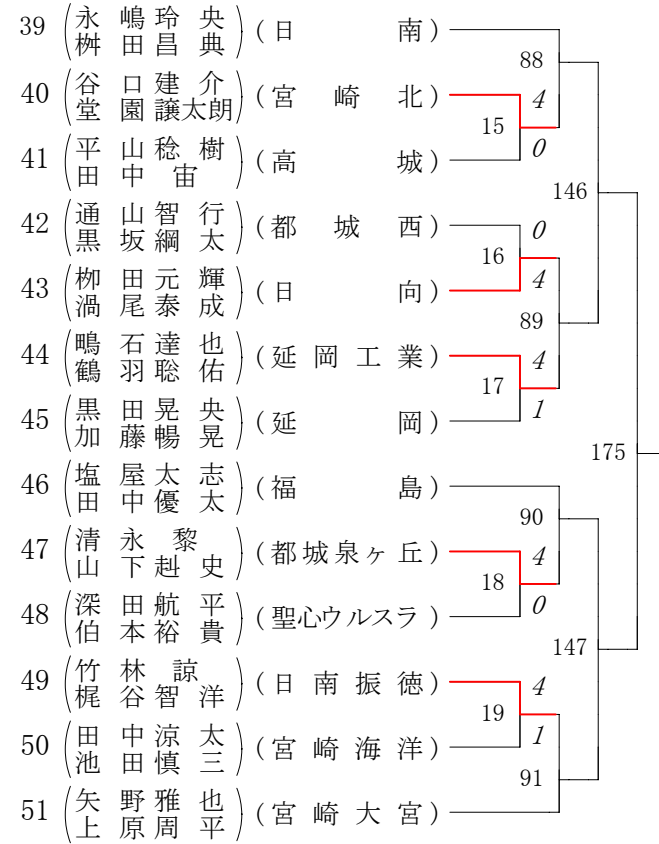 39 永嶋玲央 桝田昌典 (日南)
88
40 谷口建介 堂園譲太朗 (宮崎北) 4
15
41 平山稔樹 田中宙 (高城) 0
146
42 通山智行 黒坂綱太 (都城西) 0
16
43 栁田元輝 渦尾泰成 (日向) 4
89
44 鴫石達也 鶴羽聡佑 (延岡工業) 4
17
45 黒田晃央 加藤暢晃 (延岡) 1
175
46 塩屋太志 田中優太 (福島)
90
47 清永黎 山下赳史 (都城泉ヶ丘) 4
18
48 深田航平 伯本裕貴 (聖心ウルスラ) 0
147
49 竹林諒 梶谷智洋 (日南振徳) 4
19
50 田中涼太 池田慎三 (宮崎海洋) 1
91
51 矢野雅也 上原周平 (宮崎大宮)